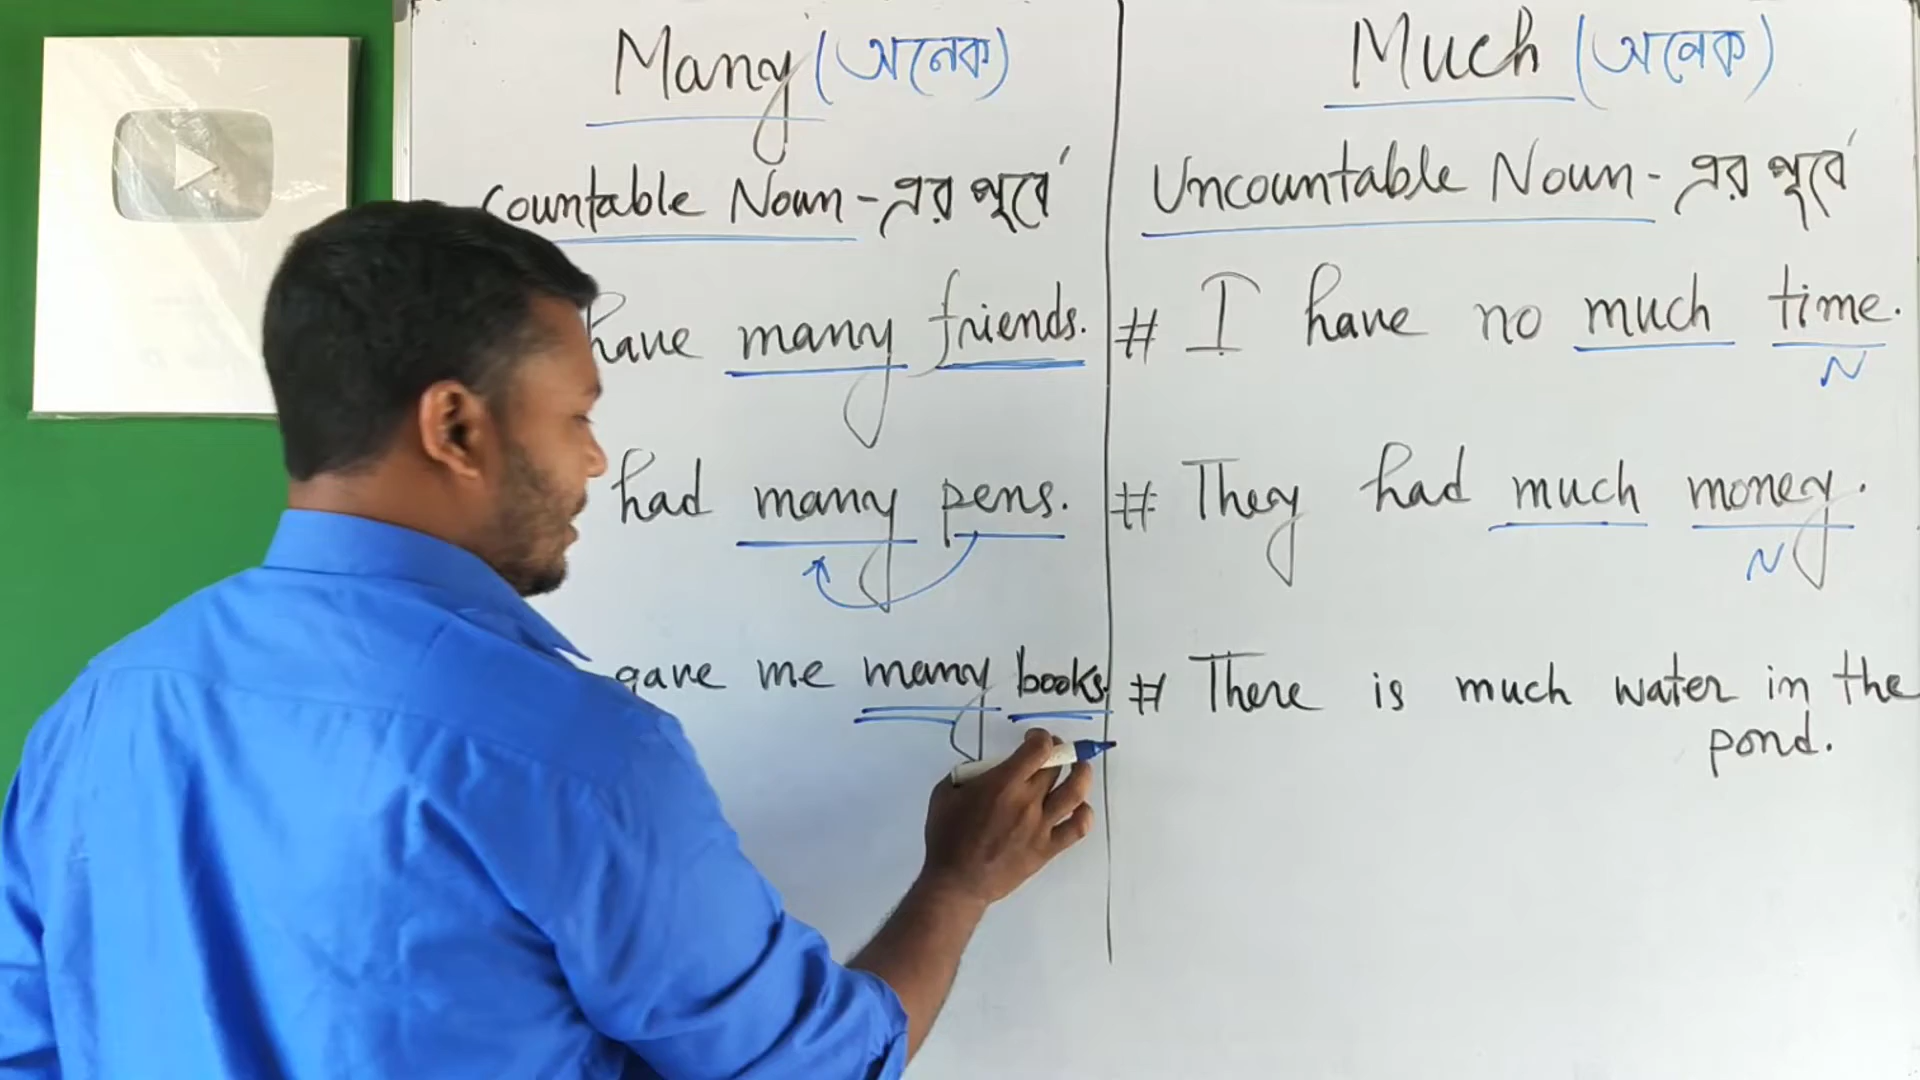 Many (অনেক)
Countable Noun - এর পূর্বে
have many friends.
had many pens.
gave me many books.
Much (অনেক)
Uncountable Noun - এর পূর্বে
# I have no much time.
N
# They had much money.
N
# There is much water in the
pond.